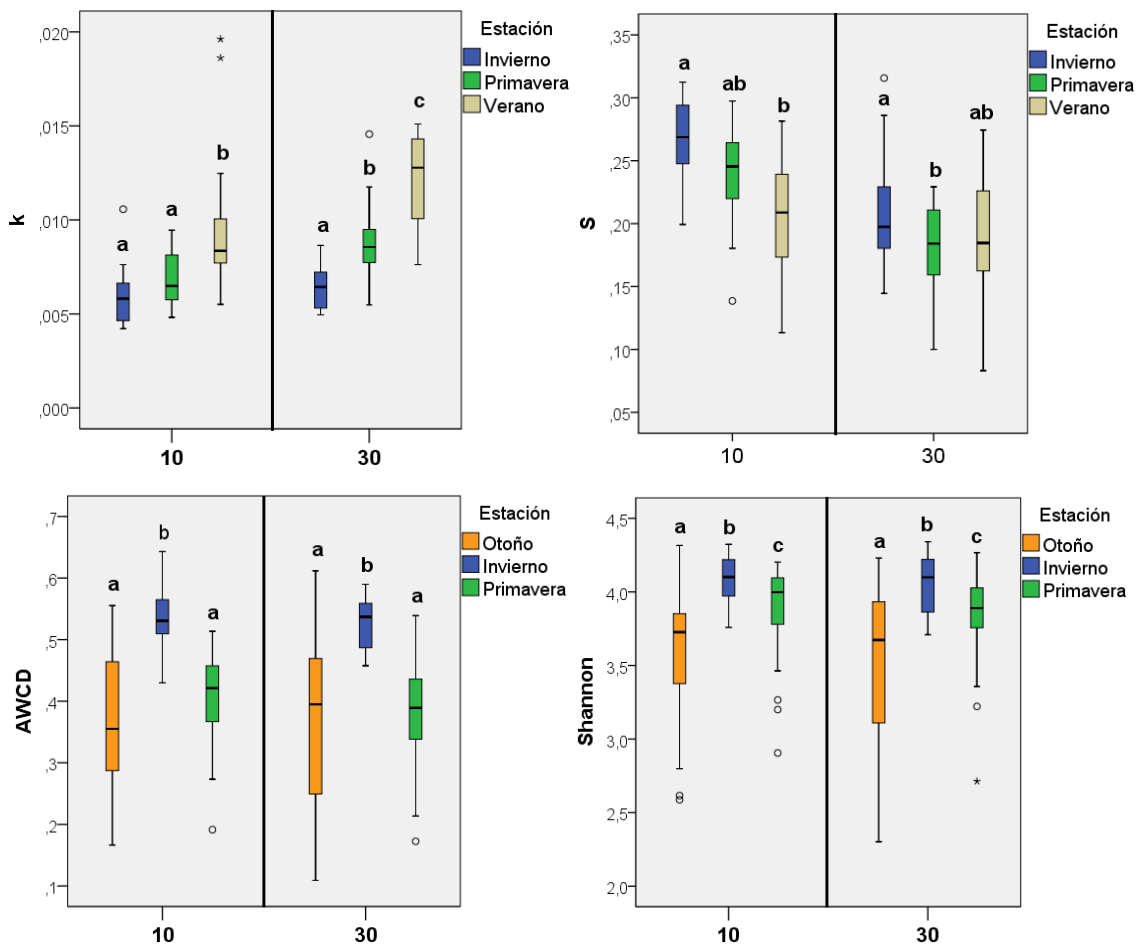 ,020
,015
,010
,005
,000
k
a
a
b
a
b
c
10
30
Estación
Invierno
Primavera
Verano
,35
,30
,25
,20
,15
,10
,05
S
a
ab
b
a
b
ab
10
30
Estación
Invierno
Primavera
Verano
,7
,6
,5
,4
,3
,2
,1
AWCD
a
b
a
a
b
a
10
30
Estación
Otoño
Invierno
Primavera
4,5
4,0
3,5
3,0
2,5
2,0
Shannon
a
b
c
a
b
c
10
30
Estación
Otoño
Invierno
Primavera